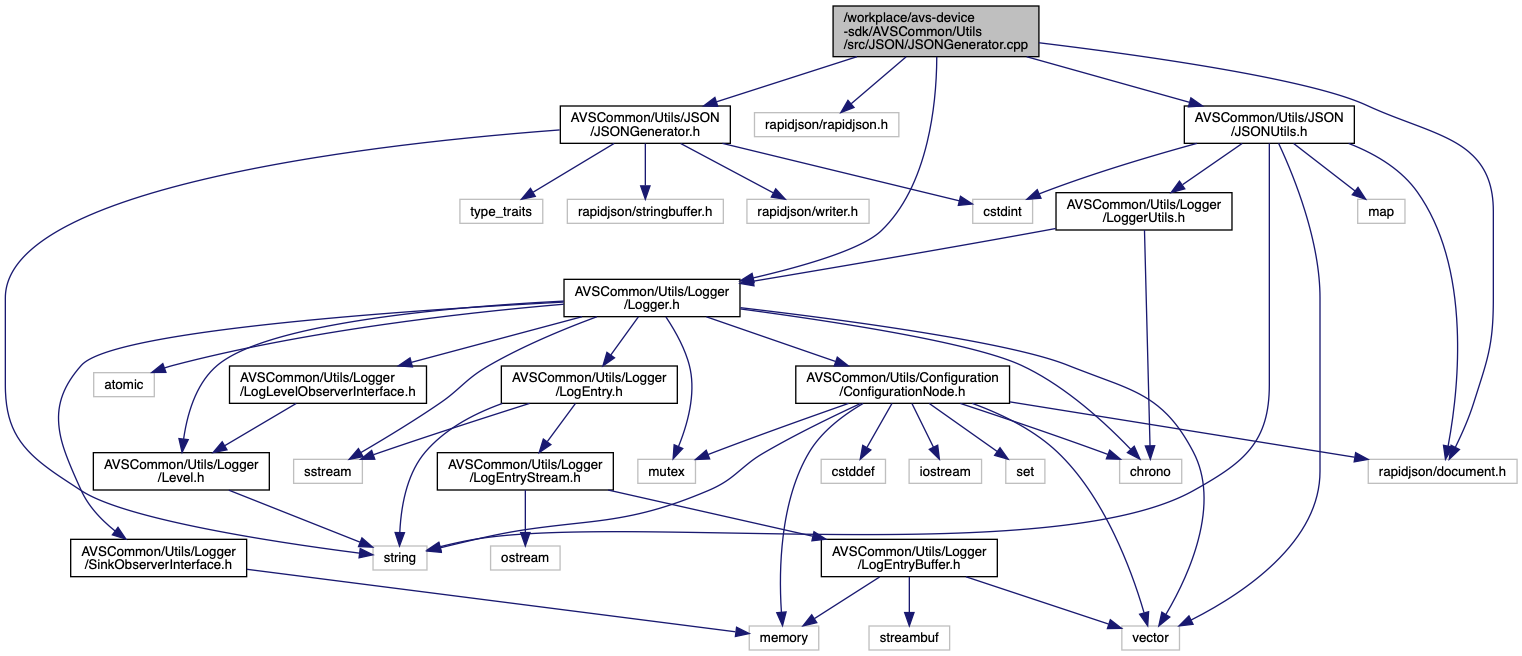 /workplace/avs-device
-sdk/AVSCommon/Utils
/src/JSON/JSONGenerator.cpp
AVSCommon/Utils/JSON
/JSONGenerator.h
rapidjson/rapidjson.h
AVSCommon/Utils/JSON
/JSONUtils.h
type_traits
rapidjson/stringbuffer.h
rapidjson/writer.h
cstdint
AVSCommon/Utils/Logger
/LoggerUtils.h
map
AVSCommon/Utils/Logger
/Logger.h
atomic
AVSCommon/Utils/Logger
/LogLevelObserverInterface.h
AVSCommon/Utils/Logger
/LogEntry.h
AVSCommon/Utils/Configuration
/ConfigurationNode.h
AVSCommon/Utils/Logger
/Level.h
sstream
AVSCommon/Utils/Logger
/LogEntryStream.h
mutex
cstddef
iostream
set
chrono
rapidjson/document.h
AVSCommon/Utils/Logger
/SinkObserverInterface.h
string
ostream
AVSCommon/Utils/Logger
/LogEntryBuffer.h
memory
streambuf
vector